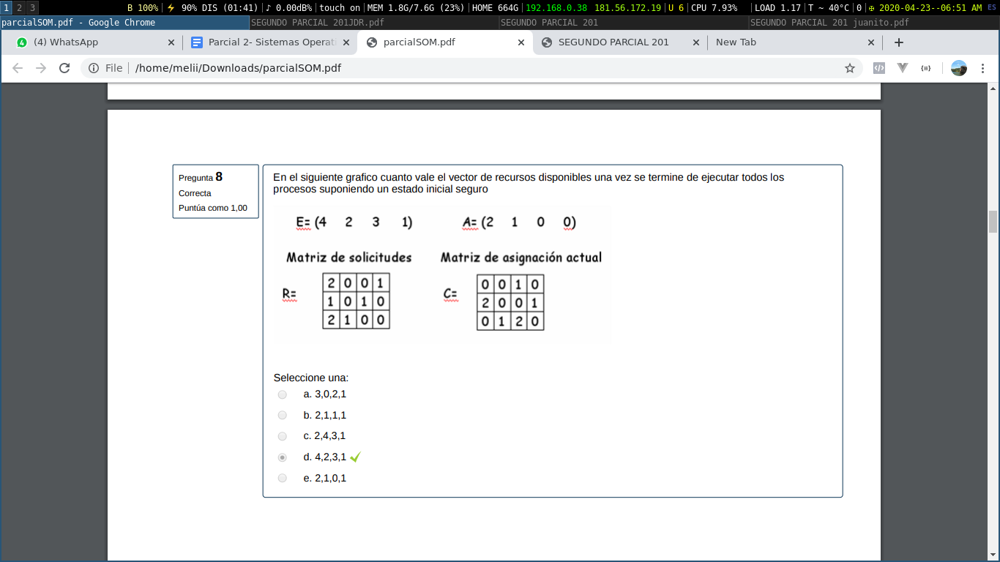 1 2 3 B 100% ⚡ 90% DIS (01:41) ♪ 0.00dB% touch on MEM 1.8G/7.6G (23%) HOME 664G 192.168.0.38 181.56.172.19 U 6 CPU 7.93% LOAD 1.17 T ~ 40°C 0 ✠ 2020-04-23--06:51 AM ES
parcialSOM.pdf - Google Chrome SEGUNDO PARCIAL 201JDR.pdf SEGUNDO PARCIAL 201 SEGUNDO PARCIAL 201 juanito.pdf
4 (4) WhatsApp Parcial 2- Sistemas Operati parcialSOM.pdf SEGUNDO PARCIAL 201 New Tab
File /home/melii/Downloads/parcialSOM.pdf
Pregunta 8
Correcta
Puntúa como 1,00
En el siguiente grafico cuanto vale el vector de recursos disponibles una vez se termine de ejecutar todos los
procesos suponiendo un estado inicial seguro
E= (4 2 3 1) A= (2 1 0 0)
Matriz de solicitudes Matriz de asignación actual
R=
2 0 0 1
1 0 1 0
2 1 0 0
C=
0 0 1 0
2 0 0 1
0 1 2 0
Seleccione una:
a. 3,0,2,1
b. 2,1,1,1
c. 2,4,3,1
d. 4,2,3,1
e. 2,1,0,1